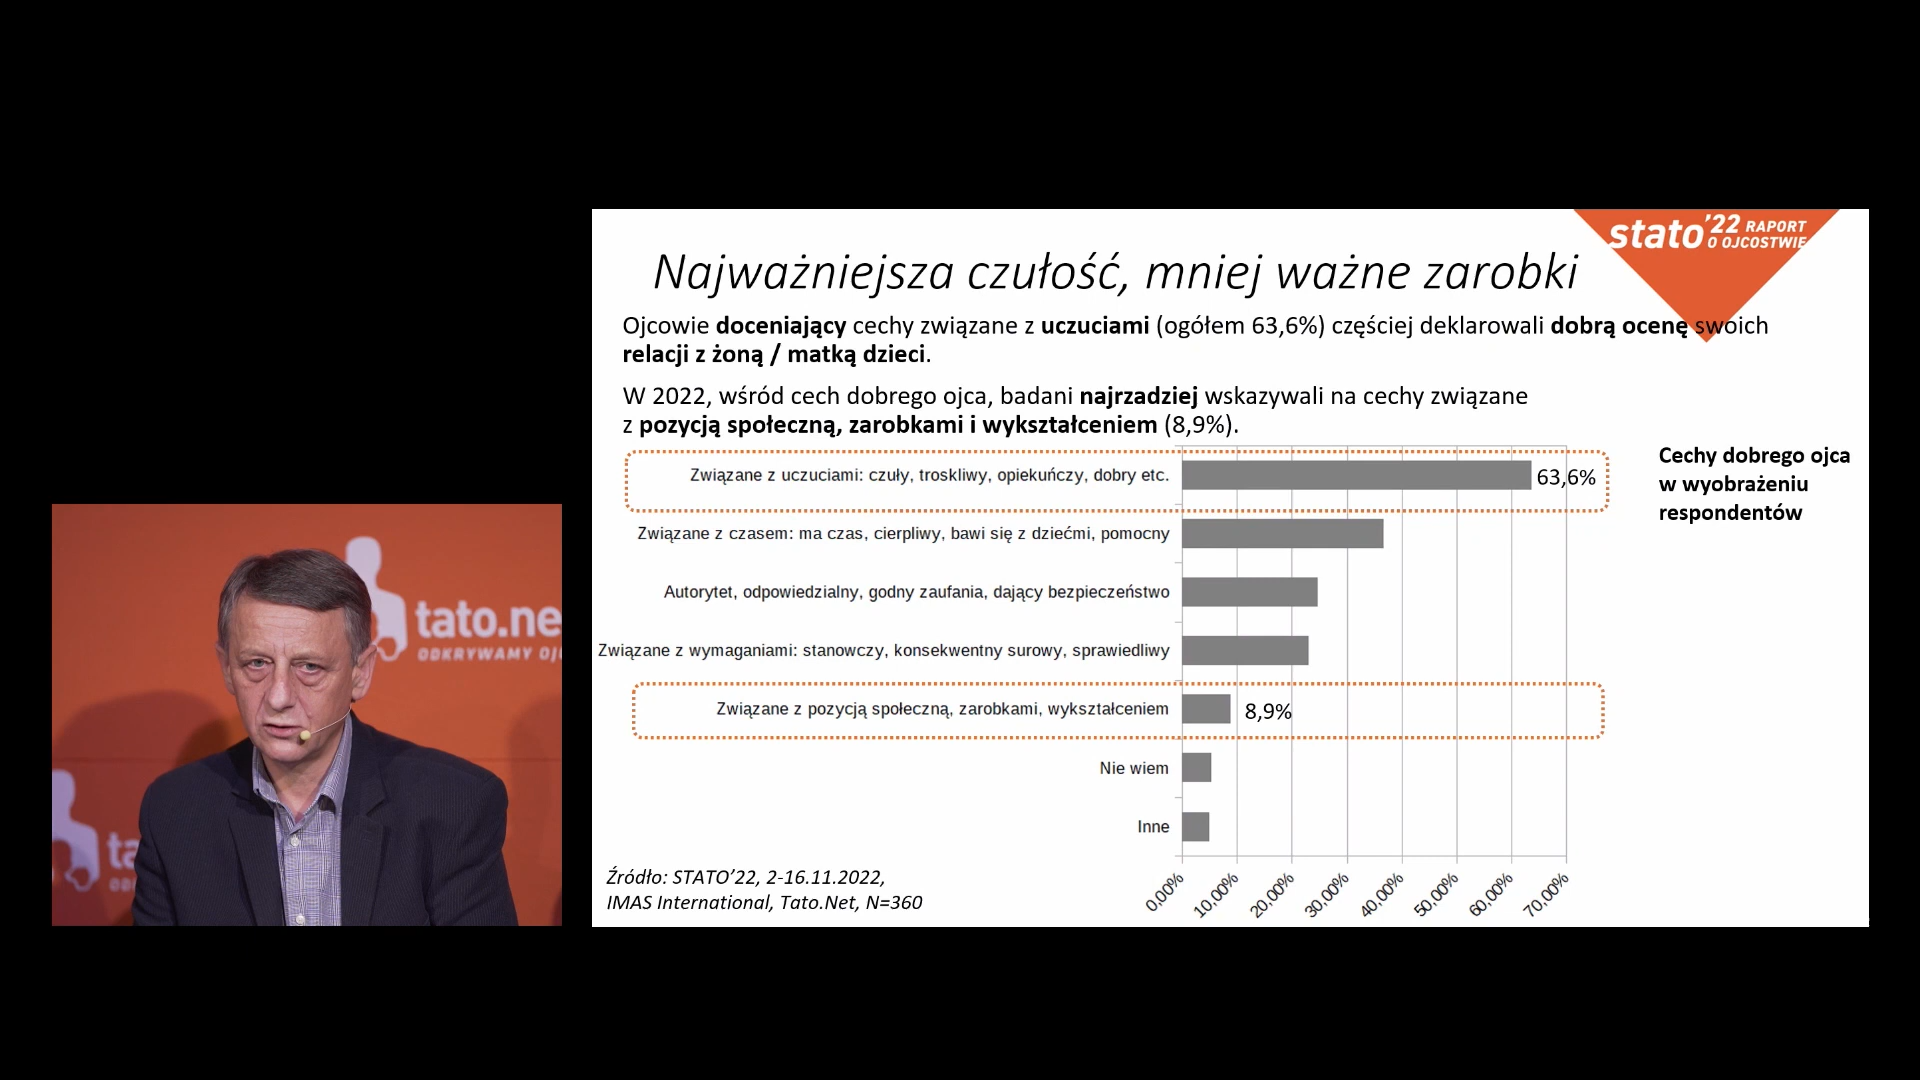 stato'22 RAPORT
O OJCOSTWIE
Najważniejsza czułość, mniej ważne zarobki
Ojcowie doceniający cechy związane z uczuciami (ogółem 63,6%) częściej deklarowali dobrą ocenę swoich
relacji z żoną / matką dzieci.
W 2022, wśród cech dobrego ojca, badani najrzadziej wskazywali na cechy związane
z pozycją społeczną, zarobkami i wykształceniem (8,9%).
Cechy dobrego ojca
w wyobrażeniu
respondentów
Związane z uczuciami: czuły, troskliwy, opiekuńczy, dobry etc.
63,6%
Związane z czasem: ma czas, cierpliwy, bawi się z dziećmi, pomocny
Autorytet, odpowiedzialny, godny zaufania, dający bezpieczeństwo
Związane z wymaganiami: stanowczy, konsekwentny surowy, sprawiedliwy
Związane z pozycją społeczną, zarobkami, wykształceniem
8,9%
Nie wiem
Inne
0,00% 10,00% 20,00% 30,00% 40,00% 50,00% 60,00% 70,00%
Źródło: STATO'22, 2-16.11.2022,
IMAS International, Tato.Net, N=360
tato.ne
ODKRYWAMY OJ
ta